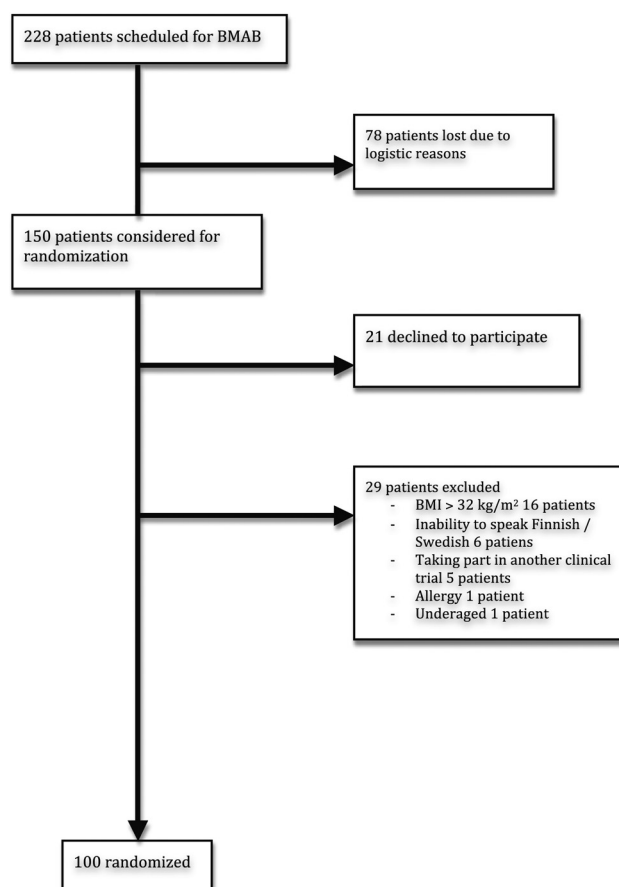 228 patients scheduled for BMAB
78 patients lost due to
logistic reasons
150 patients considered for
randomization
21 declined to participate
29 patients excluded
- BMI > 32 kg/m² 16 patients
- Inability to speak Finnish /
Swedish 6 patiens
- Taking part in another clinical
trial 5 patients
- Allergy 1 patient
- Underaged 1 patient
100 randomized